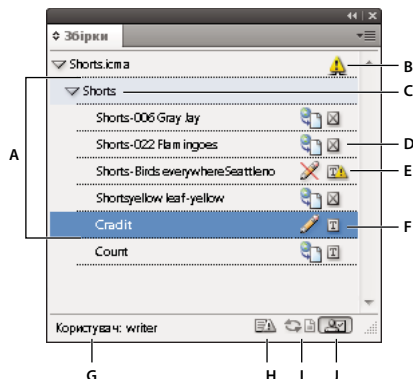 Збірки
Shorts.icma
B
Shorts
C
Shorts-006 Gray Jay
Shorts-022 Flamingoes
D
A
Shorts-Birds everywhereSeattleno
T
E
Shortsyellow leaf-yellow
Cradit
T
F
Count
T
Користувач: writer
G
H
I
J